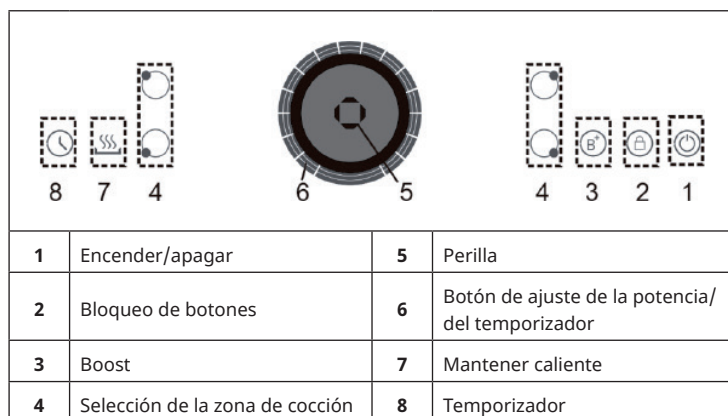 B+
8 7 4 6 5 4 3 2 1
1 Encender/apagar 5 Perilla
2 Bloqueo de botones 6 Botón de ajuste de la potencia/
del temporizador
3 Boost 7 Mantener caliente
4 Selección de la zona de cocción 8 Temporizador